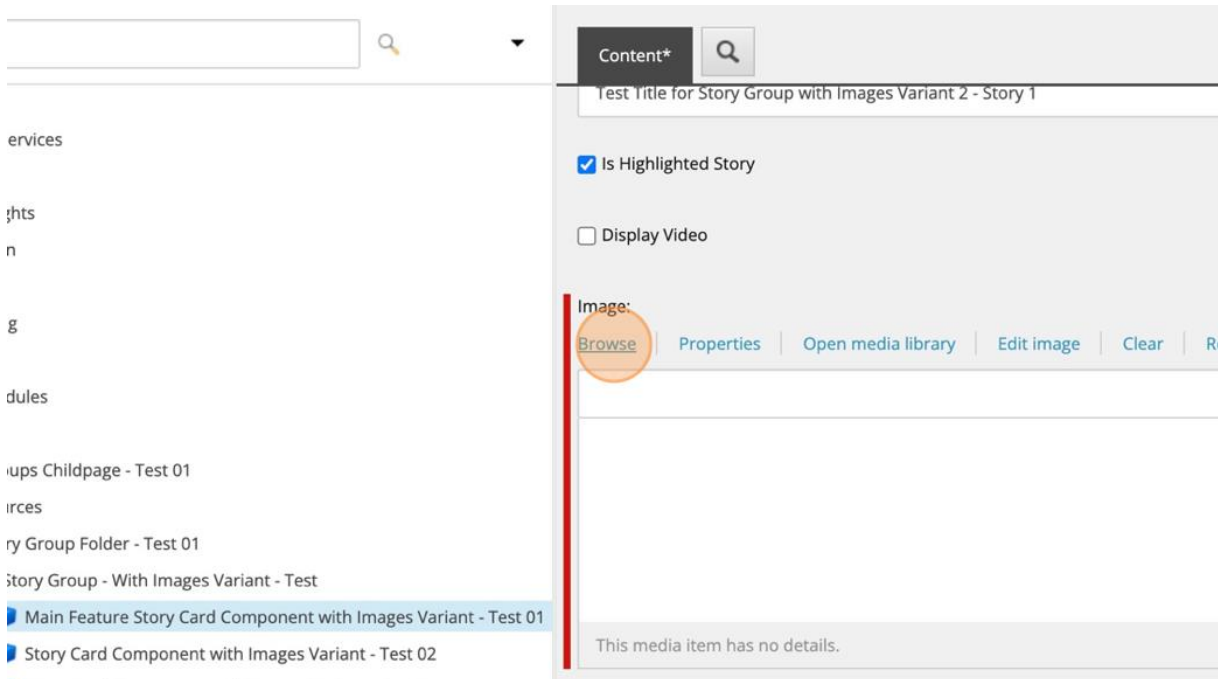 ervices
ghts
n
g
dules
ups Childpage - Test 01
rces
ry Group Folder - Test 01
Story Group - With Images Variant - Test
Main Feature Story Card Component with Images Variant - Test 01
Story Card Component with Images Variant - Test 02
Content*
Test Title for Story Group with Images Variant 2 - Story 1
Is Highlighted Story
Display Video
Image:
Browse Properties Open media library Edit image Clear
This media item has no details.